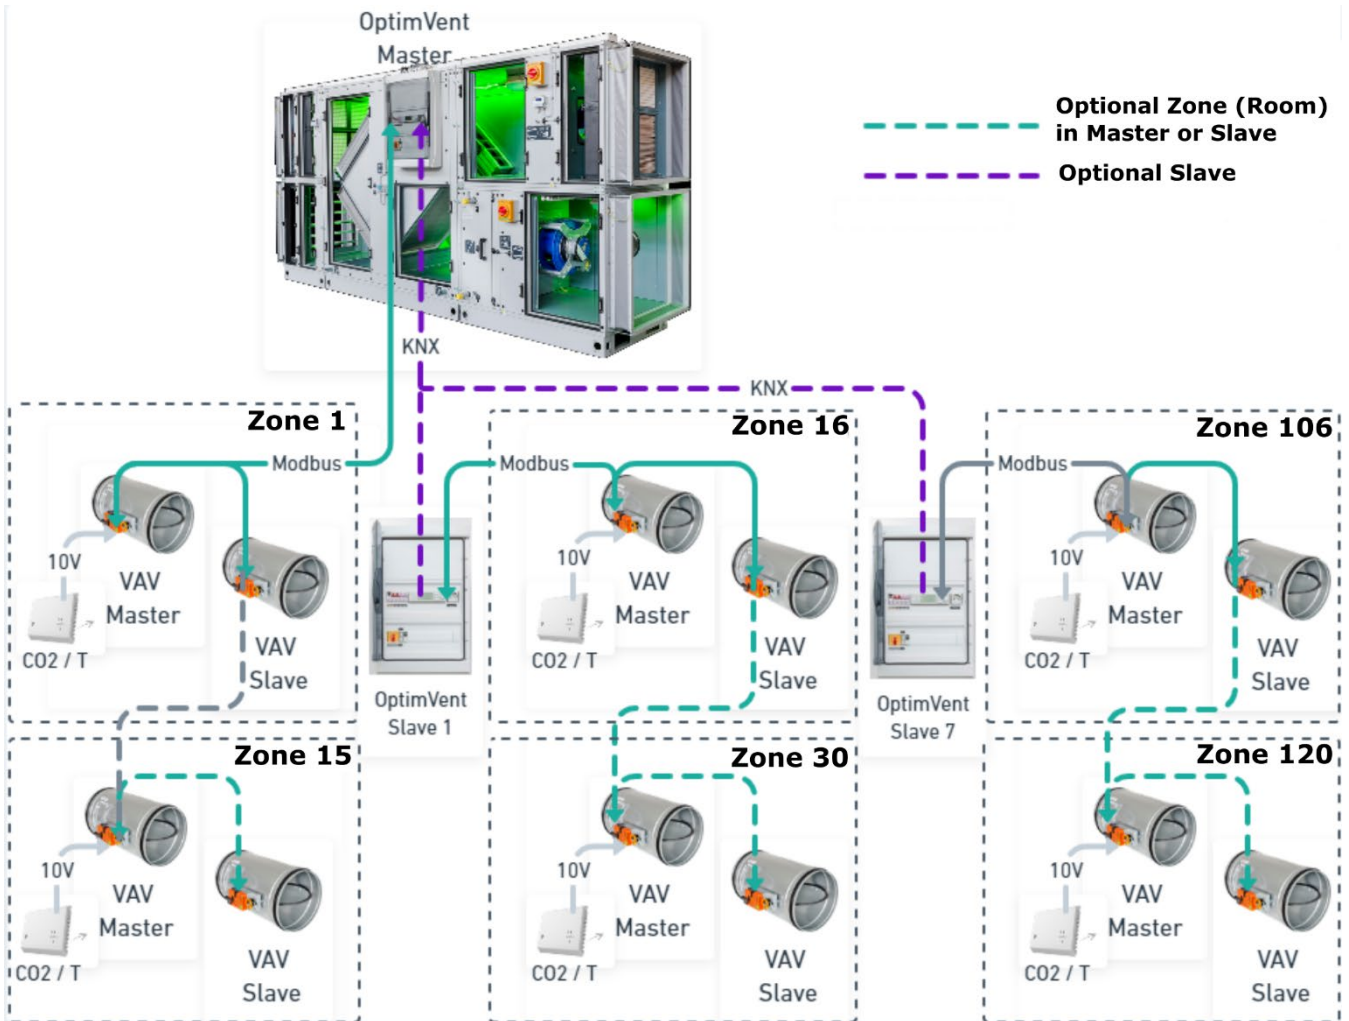 OptimVent
Master
Optional Zone (Room)
in Master or Slave
Optional Slave
KNX
KNX
Zone 1
Modbus
10V
VAV
Master
CO2 / T
VAV
Slave
OptimVent
Slave 1
Zone 16
Modbus
10V
VAV
Master
CO2 / T
VAV
Slave
OptimVent
Slave 7
Zone 106
Modbus
10V
VAV
Master
CO2 / T
VAV
Slave
Zone 15
10V
VAV
Master
CO2 / T
VAV
Slave
Zone 30
10V
VAV
Master
CO2 / T
VAV
Slave
Zone 120
10V
VAV
Master
CO2 / T
VAV
Slave